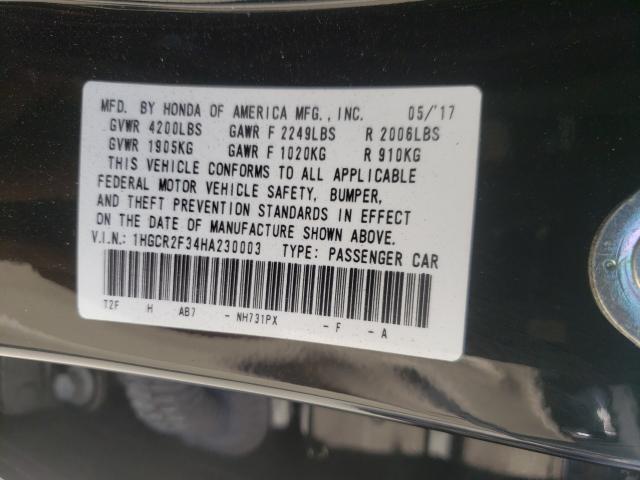 MFD. BY HONDA OF AMERICA MFG., INC. 05/'17
GVWR 4200LBS GAWR F 2249LBS R 2006LBS
GVWR 1905KG GAWR F 1020KG R 910KG
THIS VEHICLE CONFORMS TO ALL APPLICABLE
FEDERAL MOTOR VEHICLE SAFETY, BUMPER,
AND THEFT PREVENTION STANDARDS IN EFFECT
ON THE DATE OF MANUFACTURE SHOWN ABOVE.
V.I.N.: 1HGCR2F34HA230003 TYPE: PASSENGER CAR
T2F H AB7 - NH731PX - F - A